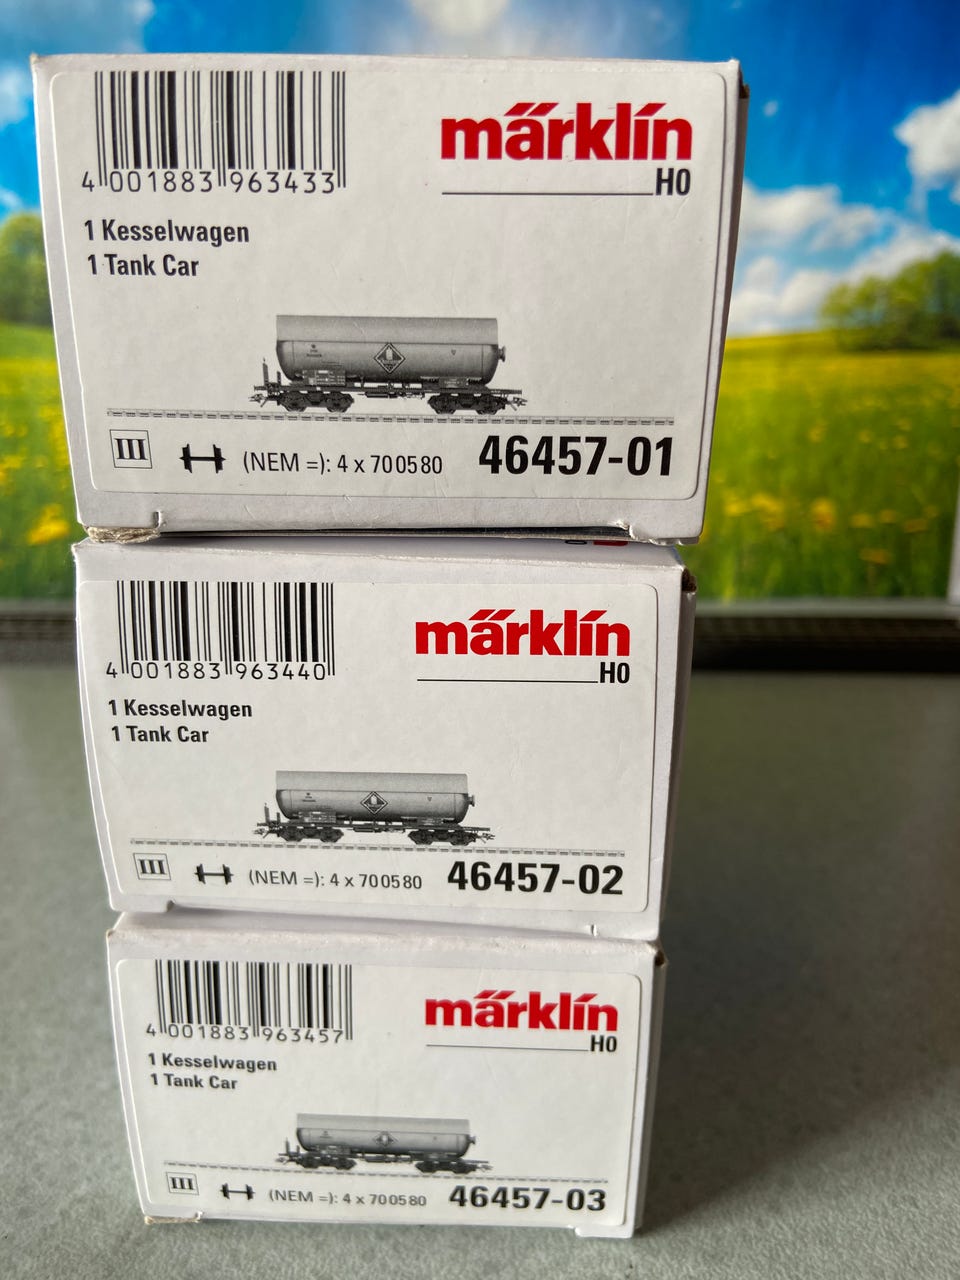 märklin
H0
4 001883 963433
1 Kesselwagen
1 Tank Car
III
(NEM =): 4 x 700580
46457-01
märklin
H0
4 001883 963440
1 Kesselwagen
1 Tank Car
III
(NEM =): 4 x 700580
46457-02
märklin
H0
4 001883 963457
1 Kesselwagen
1 Tank Car
III
(NEM =): 4 x 700580
46457-03